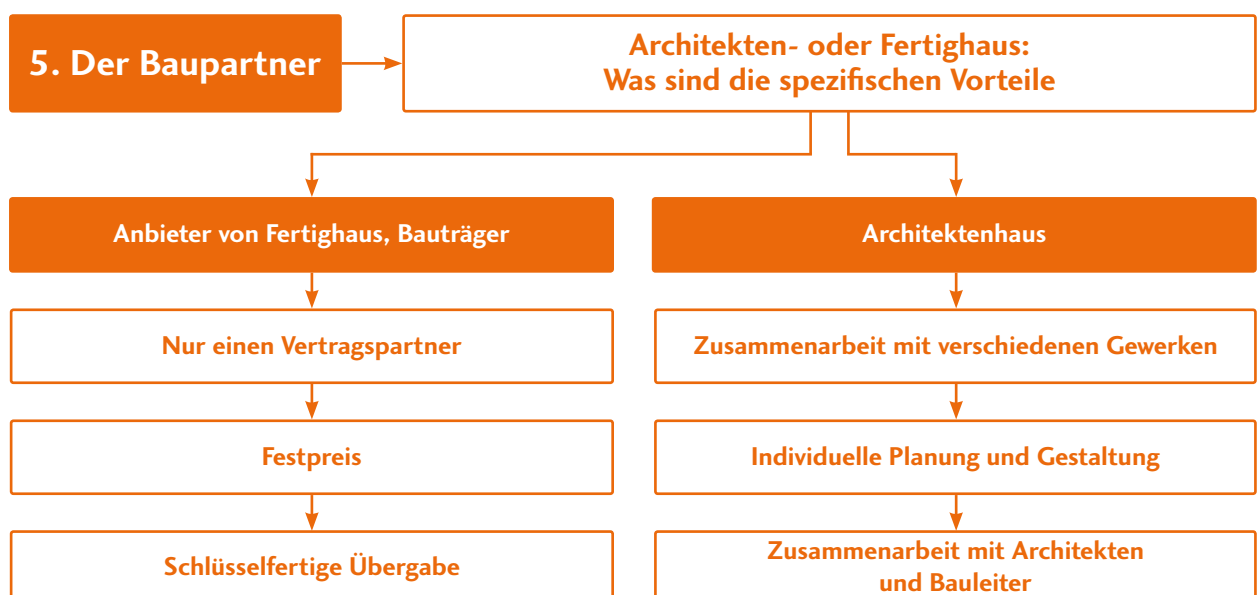 5. Der Baupartner
Architekten- oder Fertighaus:
Was sind die spezifischen Vorteile
Anbieter von Fertighaus, Bauträger
Nur einen Vertragspartner
Festpreis
Schlüsselfertige Übergabe
Architektenhaus
Zusammenarbeit mit verschiedenen Gewerken
Individuelle Planung und Gestaltung
Zusammenarbeit mit Architekten
und Bauleiter